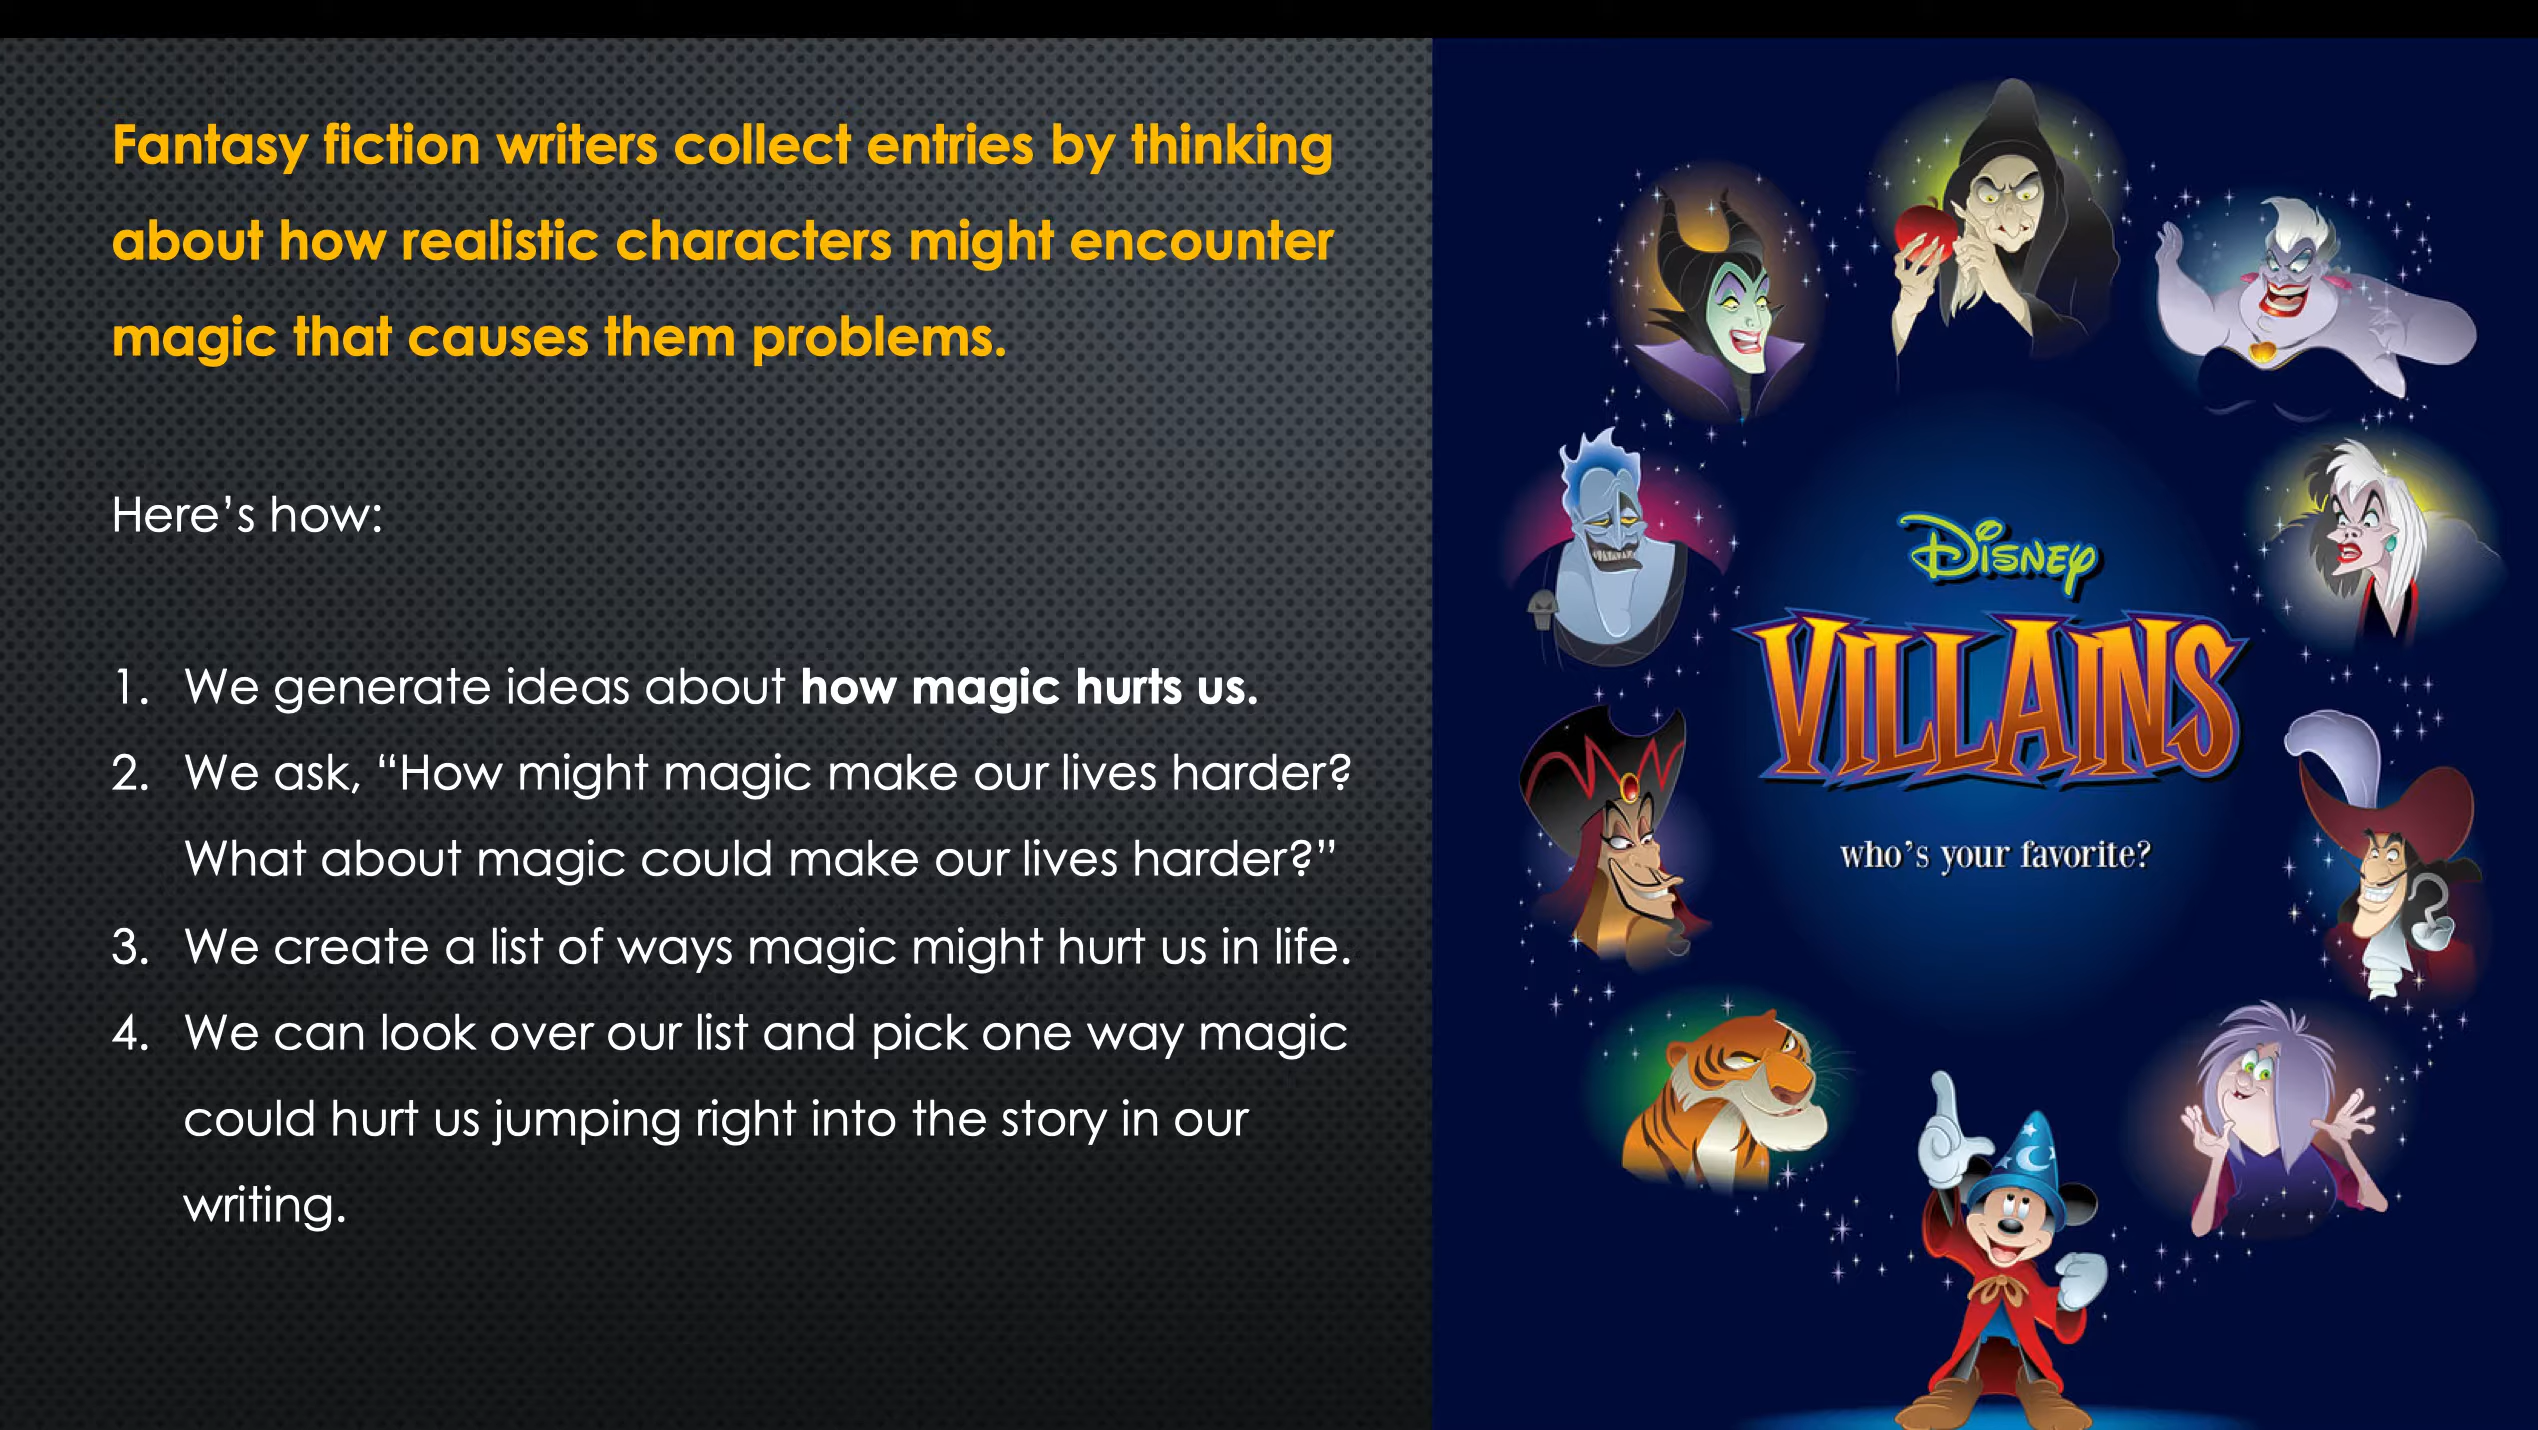 Fantasy fiction writers collect entries by thinking
about how realistic characters might encounter
magic that causes them problems.
Here’s how:
1. We generate ideas about how magic hurts us.
2. We ask, “How might magic make our lives harder?
What about magic could make our lives harder?”
3. We create a list of ways magic might hurt us in life.
4. We can look over our list and pick one way magic
could hurt us jumping right into the story in our
writing.
Disney
VILLAINS
who’s your favorite?